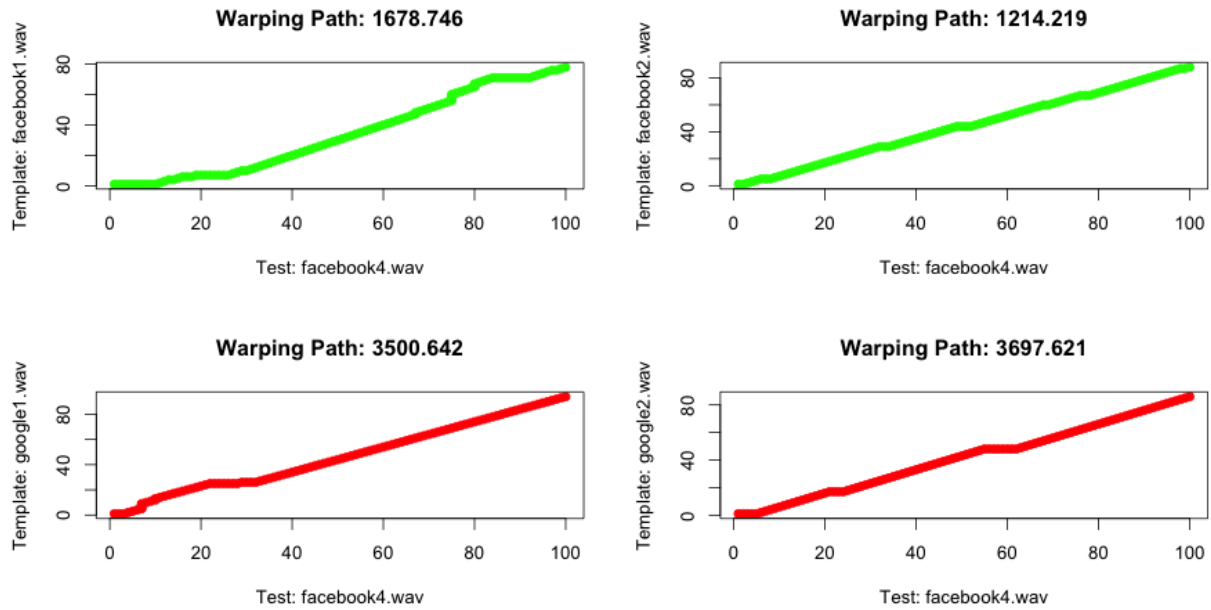 Warping Path: 1678.746
Template: facebook1.wav
80
40
0
0 20 40 60 80 100
Test: facebook4.wav
Warping Path: 1214.219
Template: facebook2.wav
80
40
0
0 20 40 60 80 100
Test: facebook4.wav
Warping Path: 3500.642
Template: google1.wav
80
40
0
0 20 40 60 80 100
Test: facebook4.wav
Warping Path: 3697.621
Template: google2.wav
80
40
0
0 20 40 60 80 100
Test: facebook4.wav